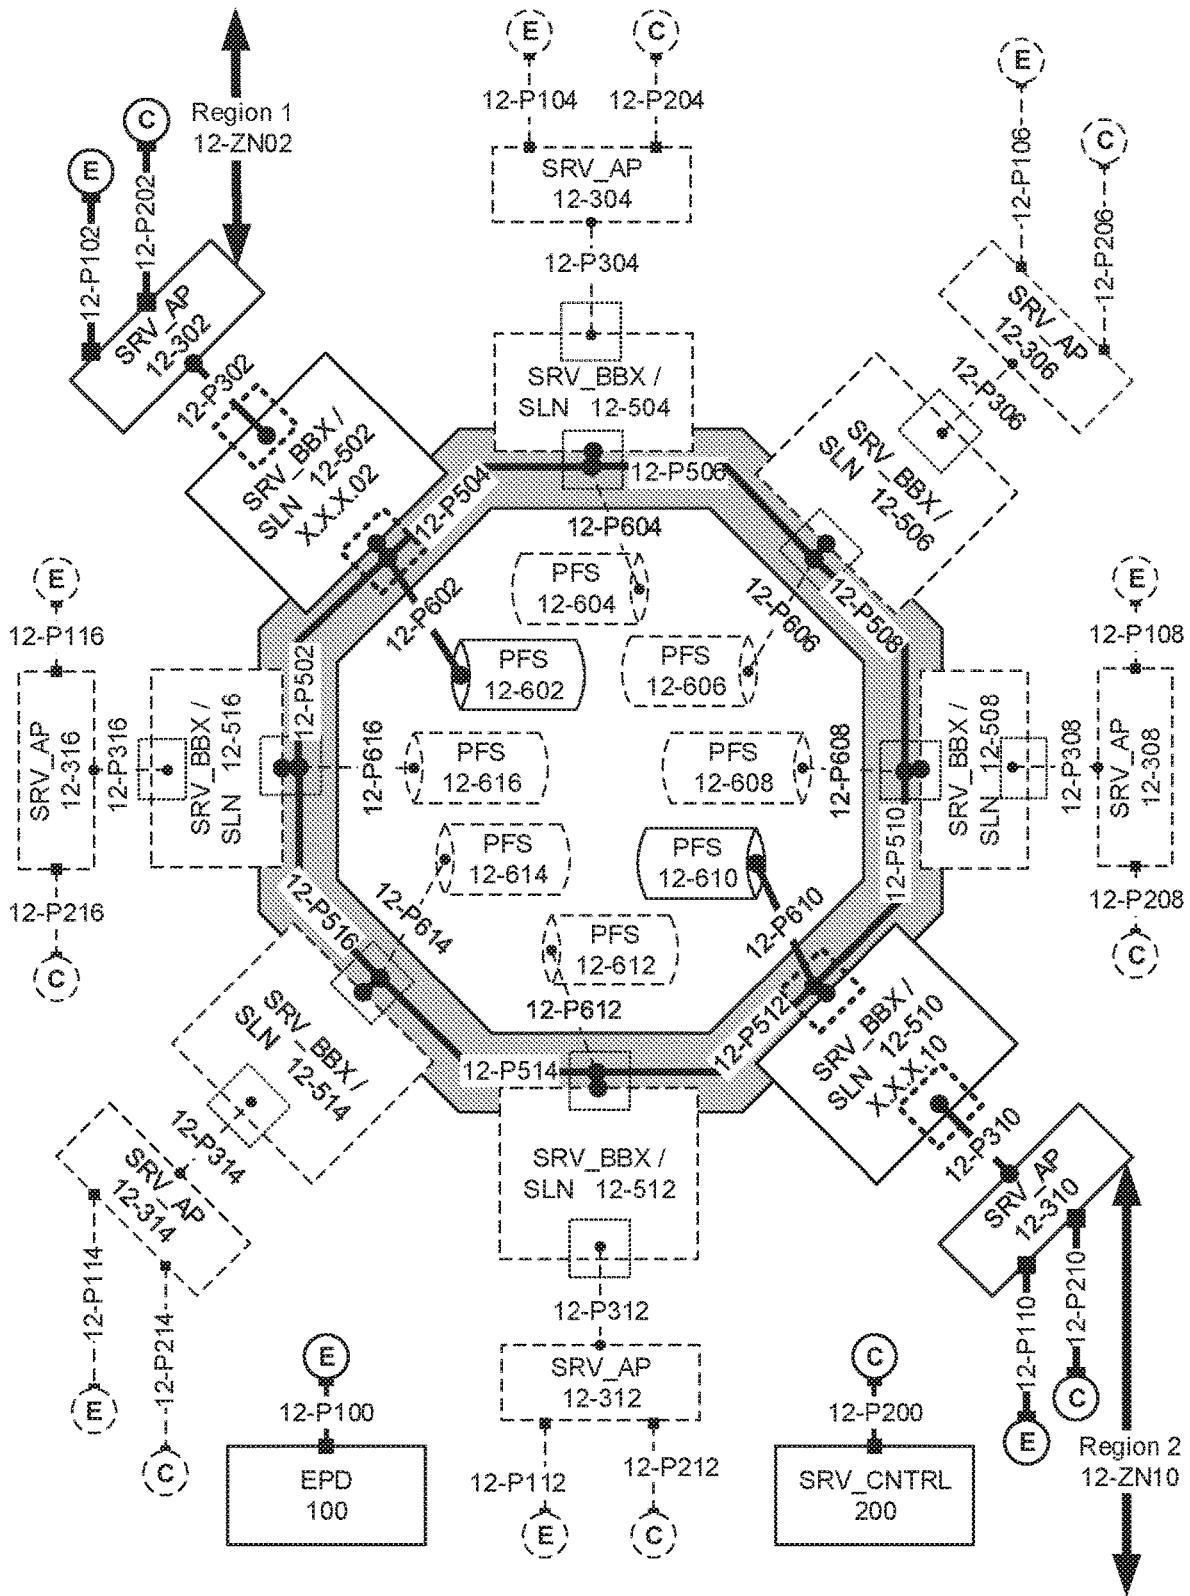 E
C
E
Region 1
12-ZN02
C
E
12-P104
12-P204
C
12-P106
12-P102
12-P202
12-P206
SRV_AP
12-304
12-P304
SRV_AP
12-302
SRV_AP
12-306
12-P302
12-P306
SRV_BBX /
SLN 12-504
SRV_BBX /
SLN 12-502
X.X.X.02
SRV_BBX /
SLN 12-506
12-P504
12-P506
12-P604
12-P602
12-P606
12-P508
PFS
12-604
E
E
12-P116
12-P108
PFS
12-602
PFS
12-606
12-P502
SRV_AP
12-316
12-P316
SRV_BBX /
SLN 12-516
12-P616
PFS
12-616
PFS
12-608
12-P608
SRV_BBX /
SLN 12-508
12-P308
SRV_AP
12-308
12-P510
PFS
12-614
PFS
12-610
12-P216
12-P208
C
C
12-P516
12-P614
PFS
12-612
12-P610
12-P612
12-P512
SRV_BBX /
SLN 12-514
SRV_BBX /
SLN 12-510
X.X.X.10
12-P514
12-P314
12-P310
SRV_BBX /
SLN 12-512
SRV_AP
12-314
SRV_AP
12-310
12-P114
12-P214
12-P312
12-P110
12-P210
E
C
E
C
SRV_AP
12-312
12-P100
12-P200
C
E
Region 2
12-ZN10
12-P112
12-P212
EPD
100
SRV_CNTRL
200
E
C